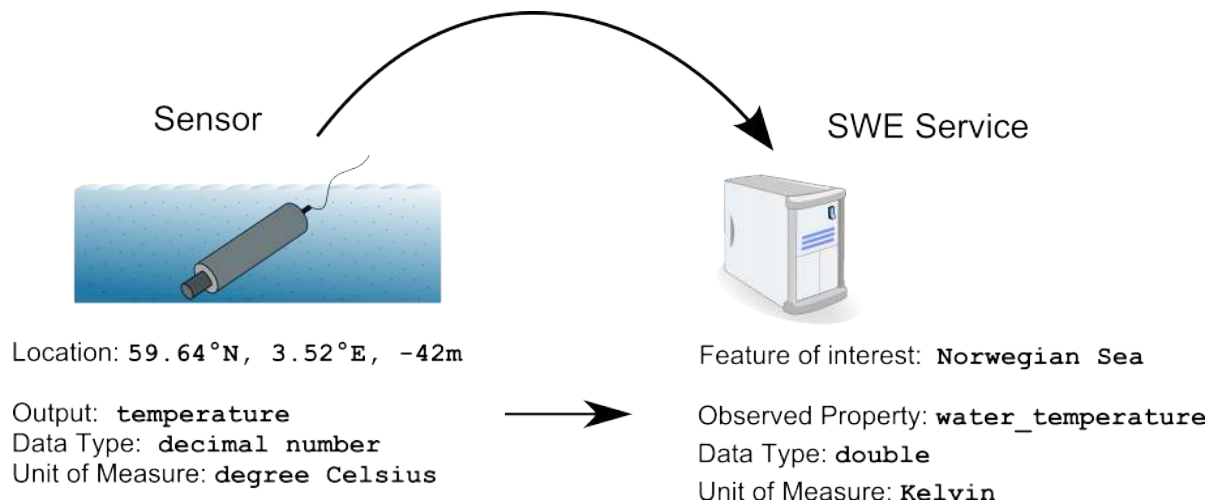 Sensor
SWE Service
Location: 59.64°N, 3.52°E, -42m
Output: temperature
Data Type: decimal number
Unit of Measure: degree Celsius
Feature of interest: Norwegian Sea
Observed Property: water_temperature
Data Type: double
Unit of Measure: Kelvin